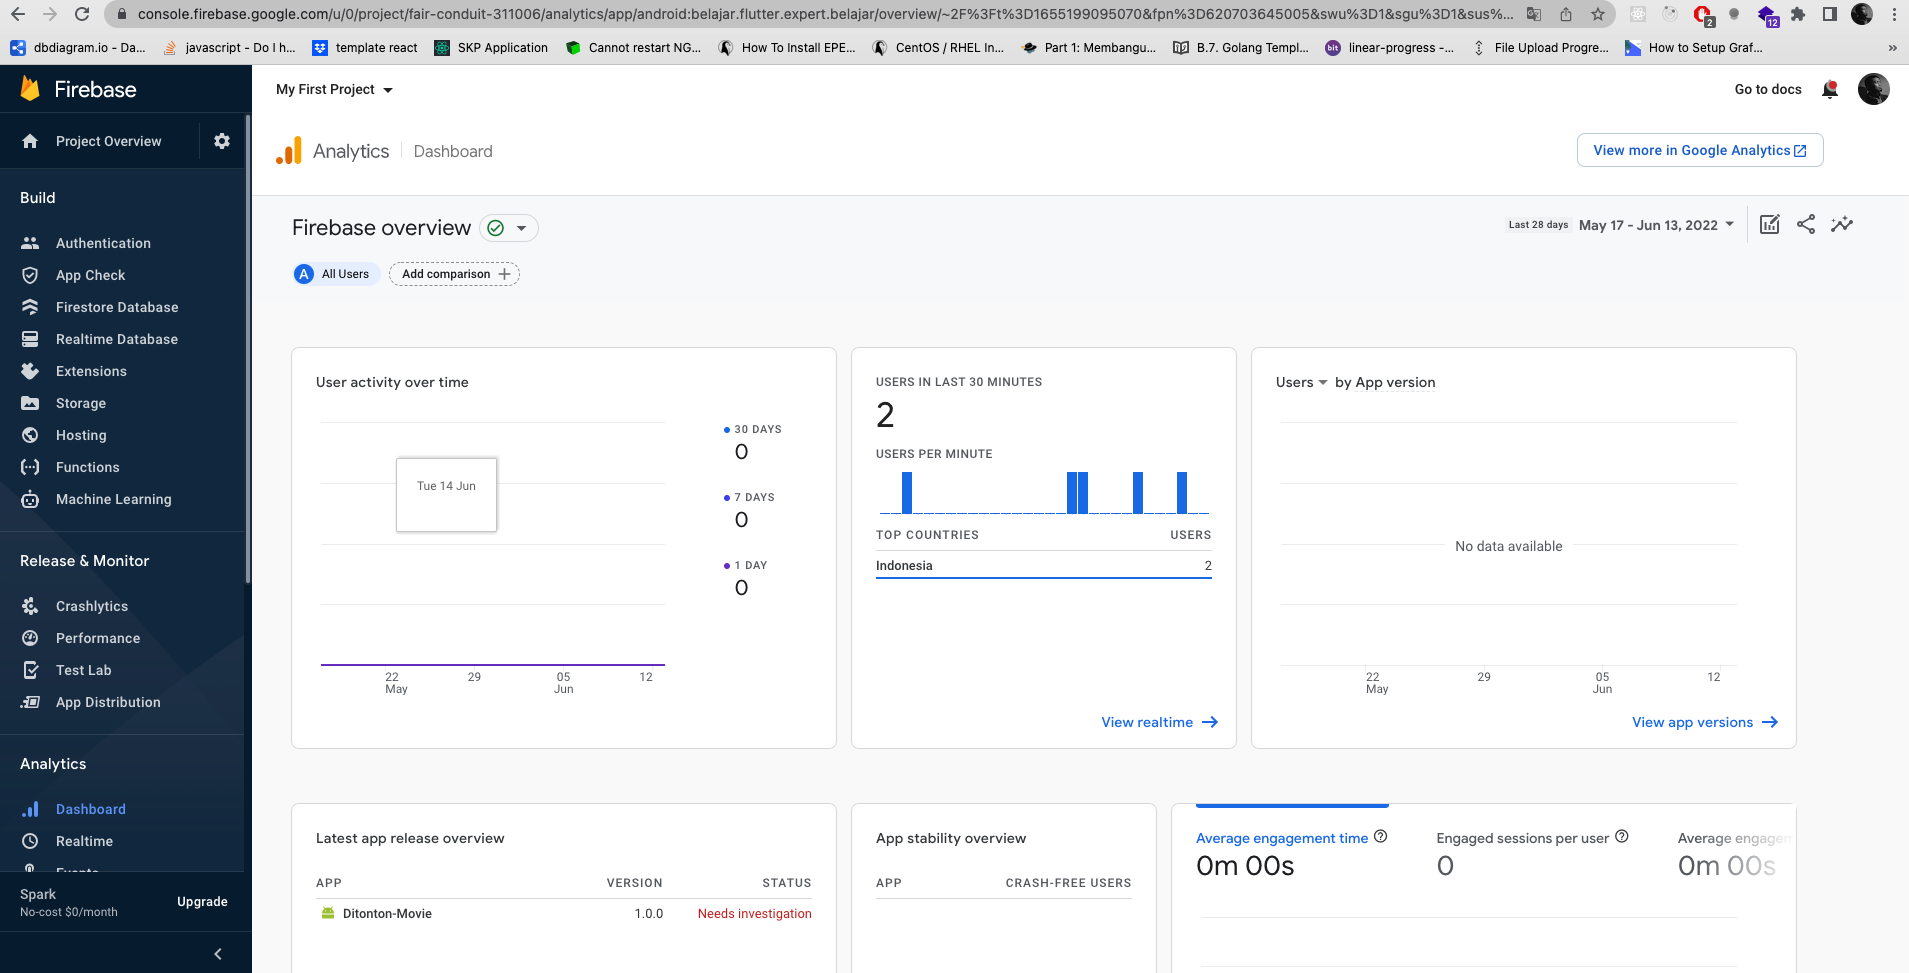 console.firebase.google.com/u/0/project/fair-conduit-311006/analytics/app/android:belajar.flutter.expert.belajar/overview/~2F%3Ft%3D1655199095070&fpn%3D620703645005&swu%3D1&sgu%3D1&sus%...
2
12
dbdiagram.io - Da...
javascript - Do I h...
template react
SKP Application
Cannot restart NG...
How To Install EPE...
CentOS / RHEL In...
Part 1: Membangu...
B.7. Golang Templ...
bit
linear-progress -...
File Upload Progre...
How to Setup Graf...
»
Firebase
My First Project
Go to docs
Project Overview
Analytics
Dashboard
View more in Google Analytics
Build
Authentication
App Check
Firestore Database
Realtime Database
Extensions
Storage
Hosting
Functions
Machine Learning
Release & Monitor
Crashlytics
Performance
Test Lab
App Distribution
Analytics
Dashboard
Realtime
Events
Spark
No-cost $0/month
Upgrade
Firebase overview
Last 28 days
May 17 - Jun 13, 2022
A
All Users
Add comparison
User activity over time
Tue 14 Jun
30 DAYS
0
7 DAYS
0
1 DAY
0
22
May
29
05
Jun
12
USERS IN LAST 30 MINUTES
2
USERS PER MINUTE
TOP COUNTRIES
USERS
Indonesia
2
View realtime
Users
by App version
No data available
22
May
29
05
Jun
12
View app versions
Latest app release overview
APP
VERSION
STATUS
Ditonton-Movie
1.0.0
Needs investigation
App stability overview
APP
CRASH-FREE USERS
Average engagement time
0m 00s
Engaged sessions per user
0
Average engagen
0m 00s